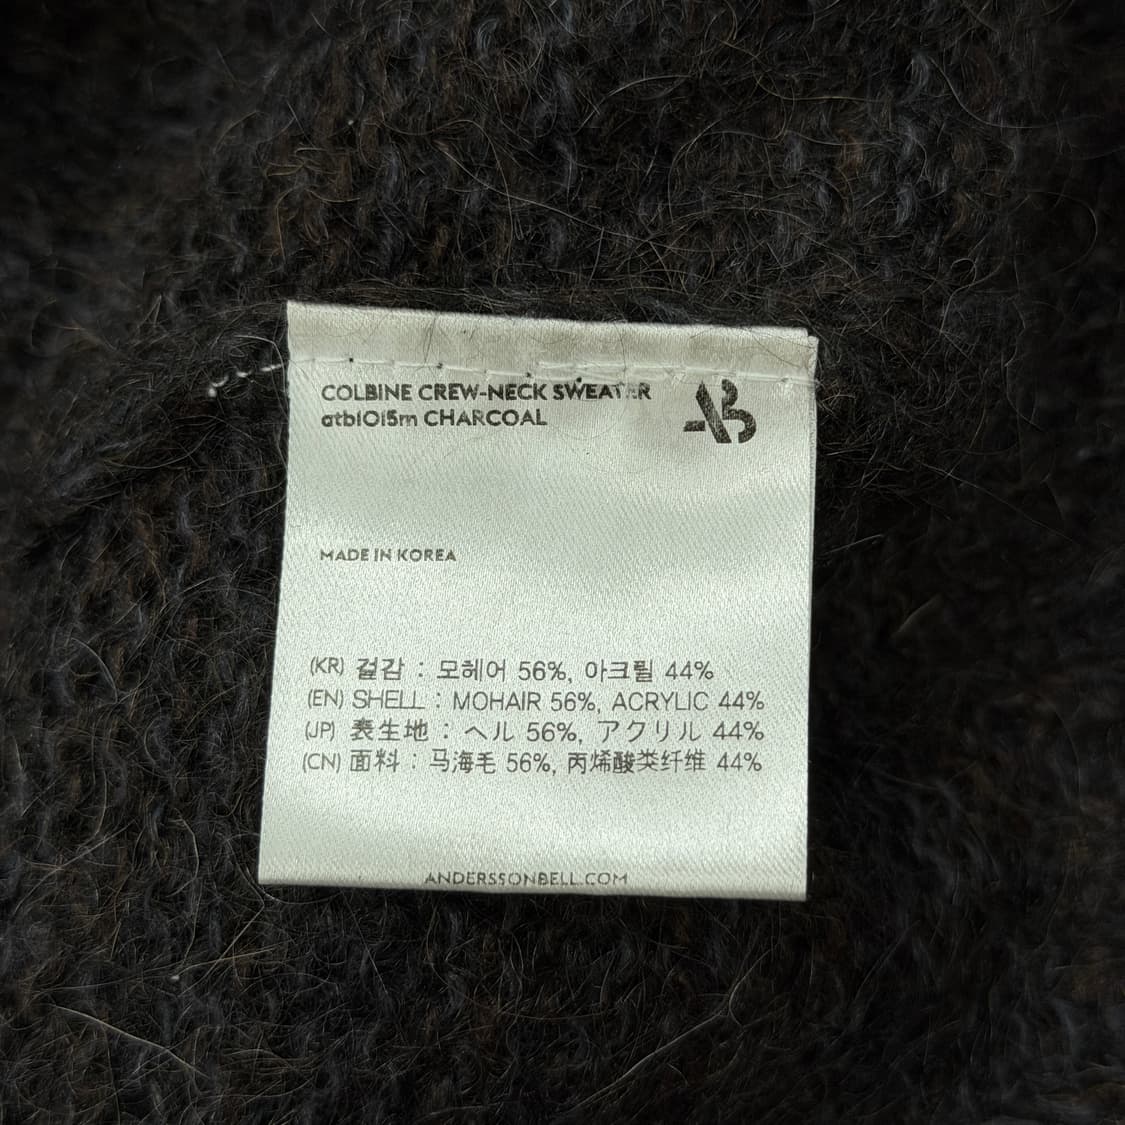 COLBINE CREW-NECK SWEATER
atb1015m CHARCOAL
AB
MADE IN KOREA
(KR) 겉감 : 모헤어 56%, 아크릴 44%
(EN) SHELL : MOHAIR 56%, ACRYLIC 44%
(JP) 表生地 : ヘル 56%, アクリル 44%
(CN) 面料 : 马海毛 56%, 丙烯酸类纤维 44%
ANDERSSONBELL.COM